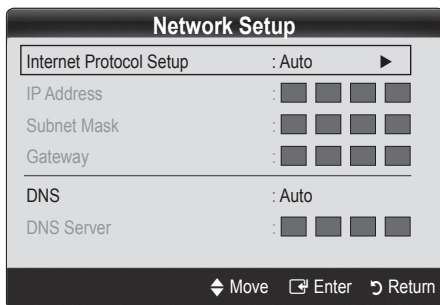 Network Setup
Internet Protocol Setup : Auto ▶
IP Address :
Subnet Mask :
Gateway :
DNS : Auto
DNS Server :
Move Enter Return